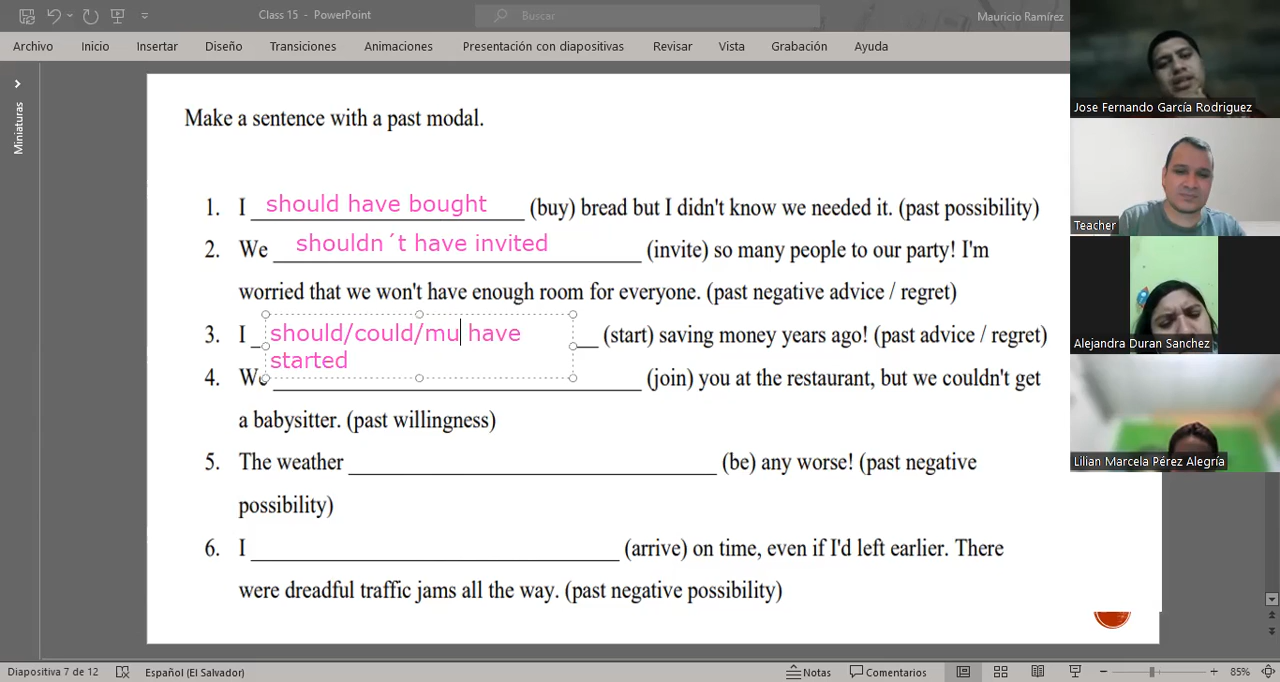 Class 15 - PowerPoint
Buscar
Mauricio Ramírez
Archivo Inicio Insertar Diseño Transiciones Animaciones Presentación con diapositivas Revisar Vista Grabación Ayuda
Miniaturas
Make a sentence with a past modal.
1. I should have bought (buy) bread but I didn't know we needed it. (past possibility)
2. We shouldn´t have invited (invite) so many people to our party! I'm
worried that we won't have enough room for everyone. (past negative advice / regret)
3. I should/could/mu have (start) saving money years ago! (past advice / regret)
started
4. We (join) you at the restaurant, but we couldn't get
a babysitter. (past willingness)
5. The weather (be) any worse! (past negative
possibility)
6. I (arrive) on time, even if I'd left earlier. There
were dreadful traffic jams all the way. (past negative possibility)
Jose Fernando García Rodriguez
Teacher
Alejandra Duran Sanchez
Lilian Marcela Pérez Alegría
Diapositiva 7 de 12 Español (El Salvador) Notas Comentarios 85%